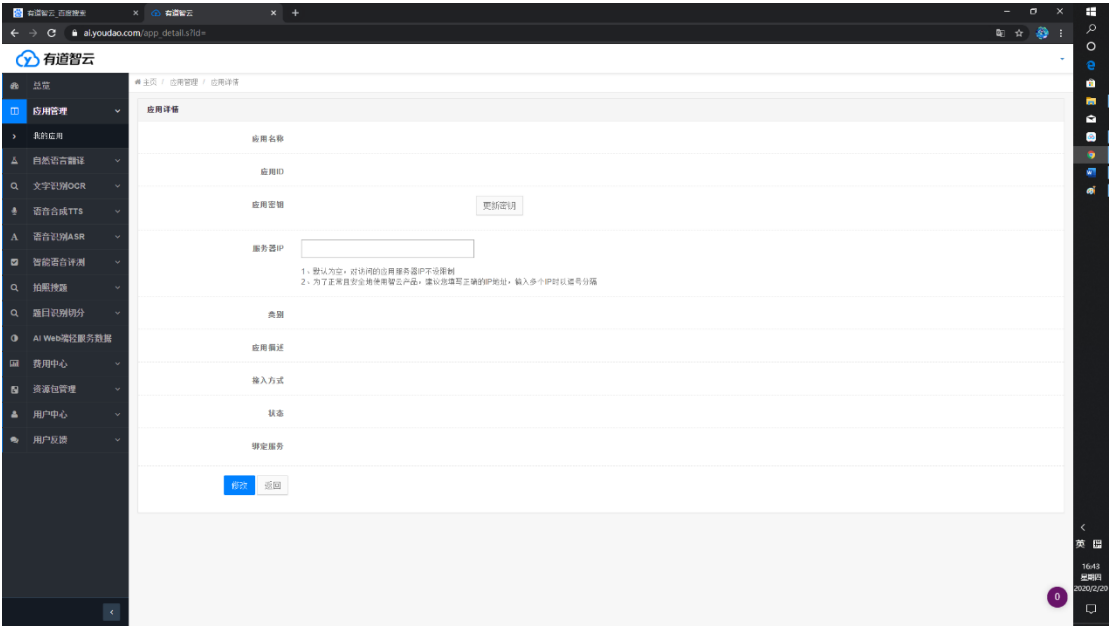 有道智云_百度搜索
有道智云
ai.youdao.com/app_detail.s?id=
有道智云
总览
应用管理
我的应用
自然语言翻译
文字识别OCR
语音合成TTS
语音识别ASR
智能语音评测
拍照搜题
题目识别切分
AI Web端轻服务数据
费用中心
资源包管理
用户中心
用户反馈
主页 / 应用管理 / 应用详情
应用详情
应用名称
应用ID
应用密钥
更新密钥
服务器IP
1、默认为空，对访问的应用服务器IP不设限制
2、为了正常且安全地使用智云产品，建议您填写正确的IP地址，输入多个IP时以逗号分隔
类别
应用描述
接入方式
状态
绑定服务
修改 返回
0
英
16:43
星期四
2020/2/20